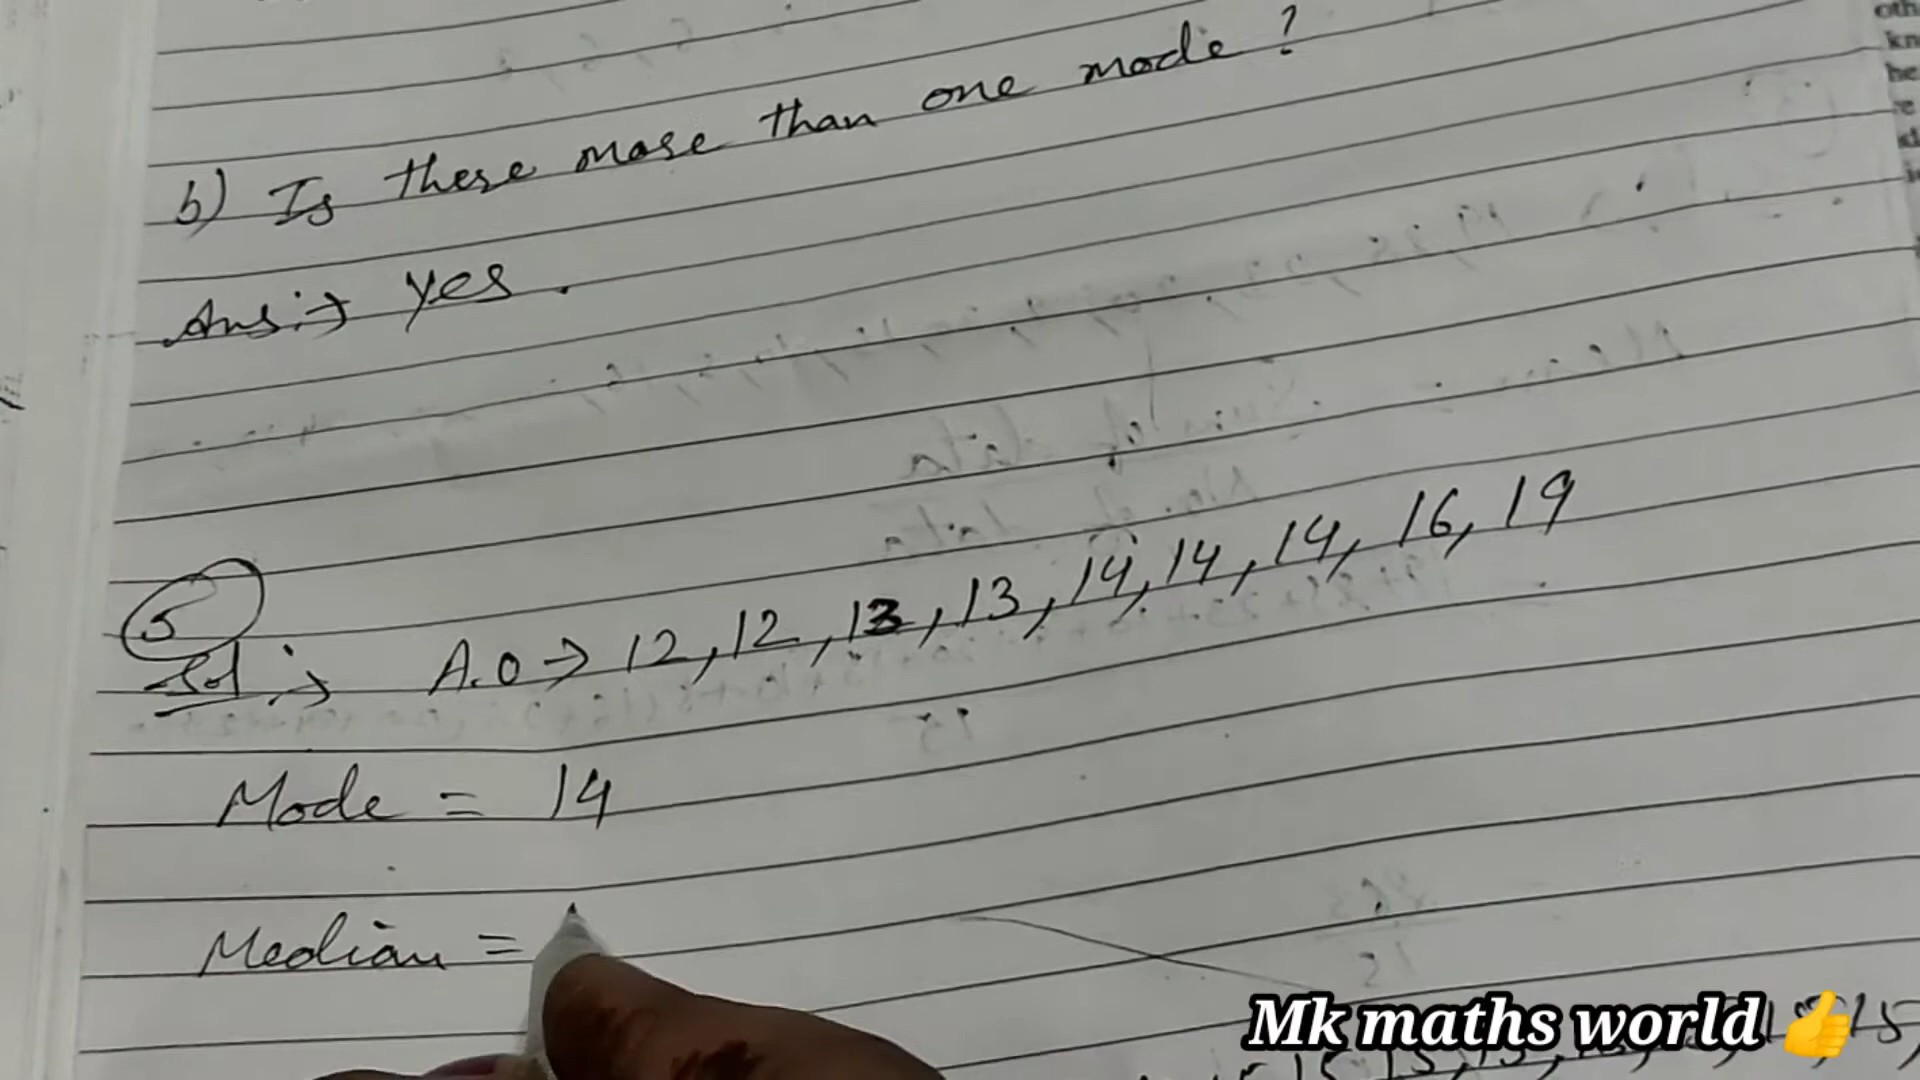 b) Is there more than one mode ?
Ans:→ yes .
5
Sol :→ A.O → 12, 12, 13, 13, 14, 14, 14, 16, 19
Mode = 14
Median =
Mk maths world 👍